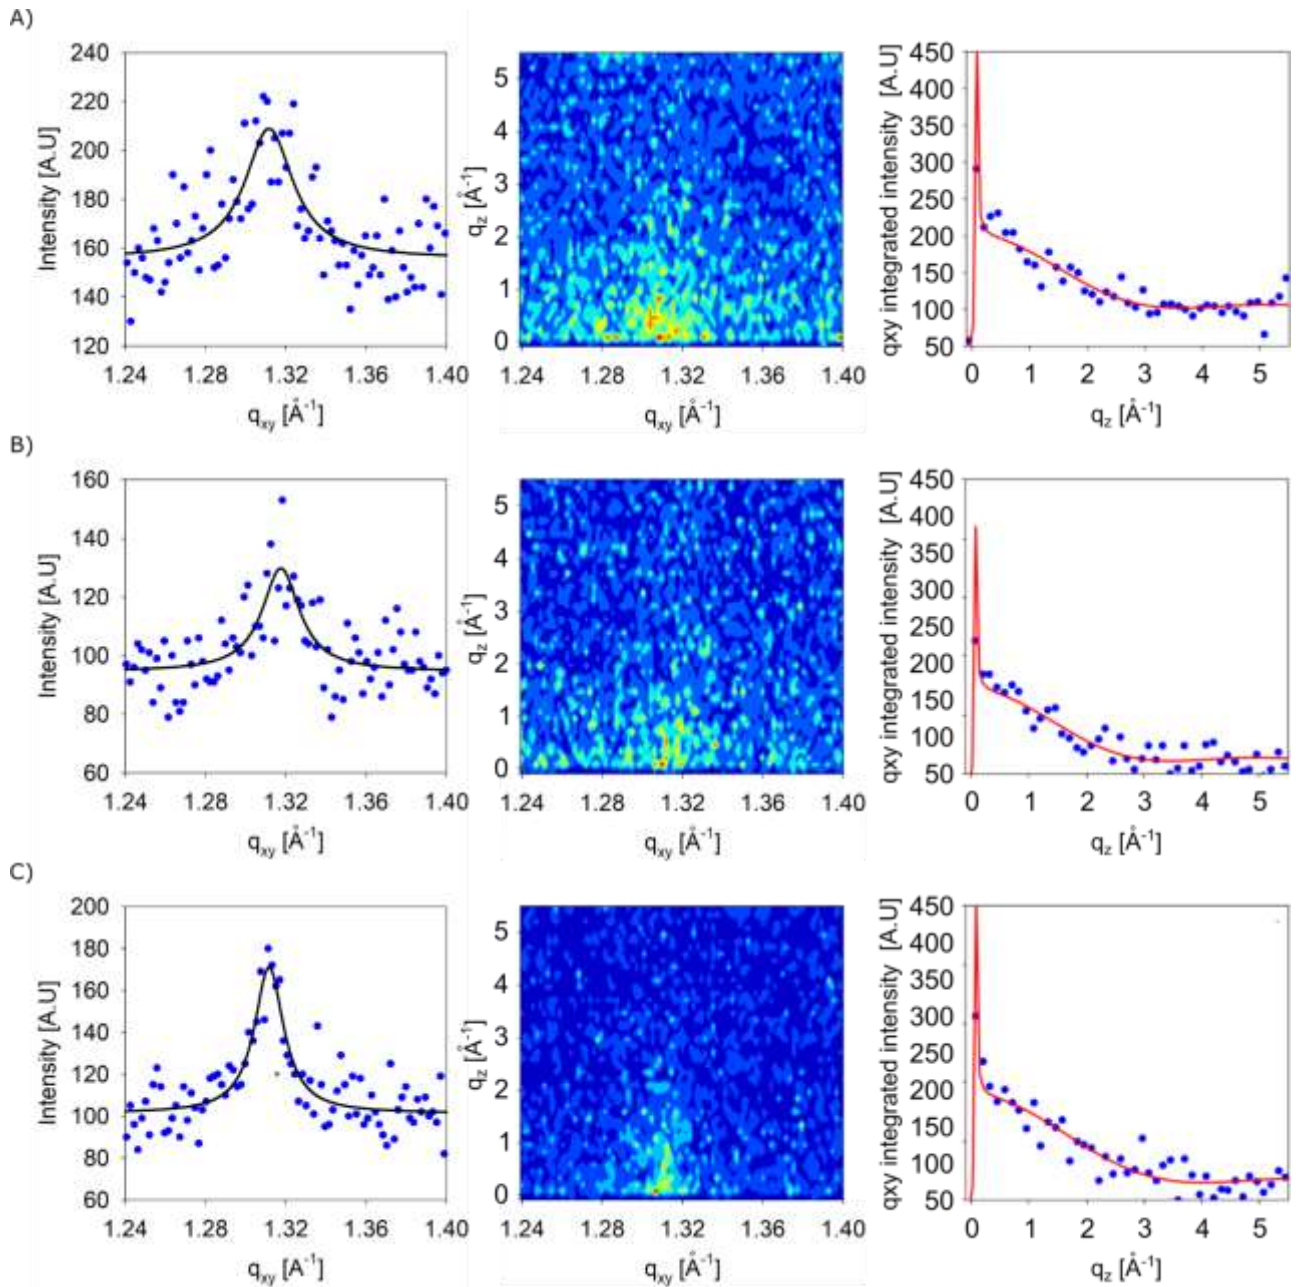 A)
240
220
200
180
160
140
120
Intensity [A.U]
1.24 1.28 1.32 1.36 1.40
q_xy [Å⁻¹]
5
4
3
2
1
0
q_z [Å⁻¹]
1.24 1.28 1.32 1.36 1.40
q_xy [Å⁻¹]
450
400
350
300
250
200
150
100
50
qxy integrated intensity [A.U]
0 1 2 3 4 5
q_z [Å⁻¹]
B)
160
140
120
100
80
60
Intensity [A.U]
1.24 1.28 1.32 1.36 1.40
q_xy [Å⁻¹]
5
4
3
2
1
0
q_z [Å⁻¹]
1.24 1.28 1.32 1.36 1.40
q_xy [Å⁻¹]
450
400
350
300
200
150
100
50
qxy integrated intensity [A.U]
0 1 2 3 4 5
q_z [Å⁻¹]
C)
200
180
160
140
120
100
80
60
Intensity [A.U]
1.24 1.28 1.32 1.36 1.40
q_xy [A⁻¹]
5
4
3
2
1
0
q_z [Å⁻¹]
1.24 1.28 1.32 1.36 1.40
q_xy [Å⁻¹]
450
400
350
300
250
200
150
100
50
qxy integrated intensity [A.U]
0 1 2 3 4 5
q_z [Å⁻¹]